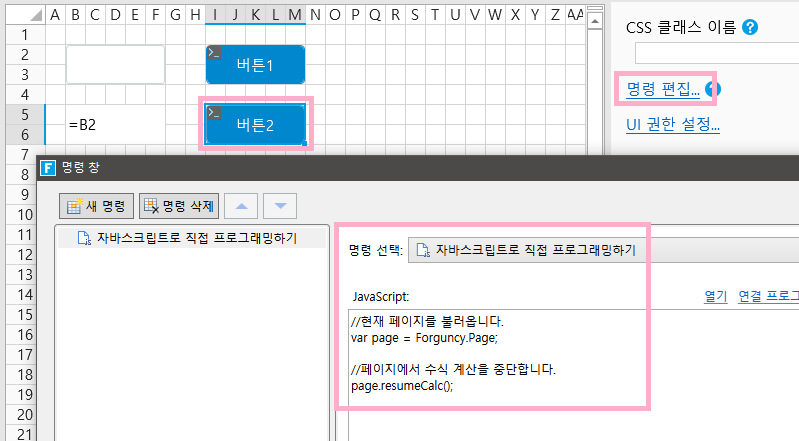 A B C D E F G H I J K L M N O P Q R S T U V W X Y Z AA
CSS 클래스 이름 ?
1
2
3
버튼1
명령 편집...
4
5
6
=B2
버튼2
UI 권한 설정...
7
8
F 명령 창
9
10
새 명령
명령 삭제
11
자바스크립트로 직접 프로그래밍하기
명령 선택:
자바스크립트로 직접 프로그래밍하기
12
13
14
JavaScript:
열기
연결 프로그
15
//현재 페이지를 불러옵니다.
16
var page = Forguncy.Page;
17
18
//페이지에서 수식 계산을 중단합니다.
page.resumeCalc();
19
20
21